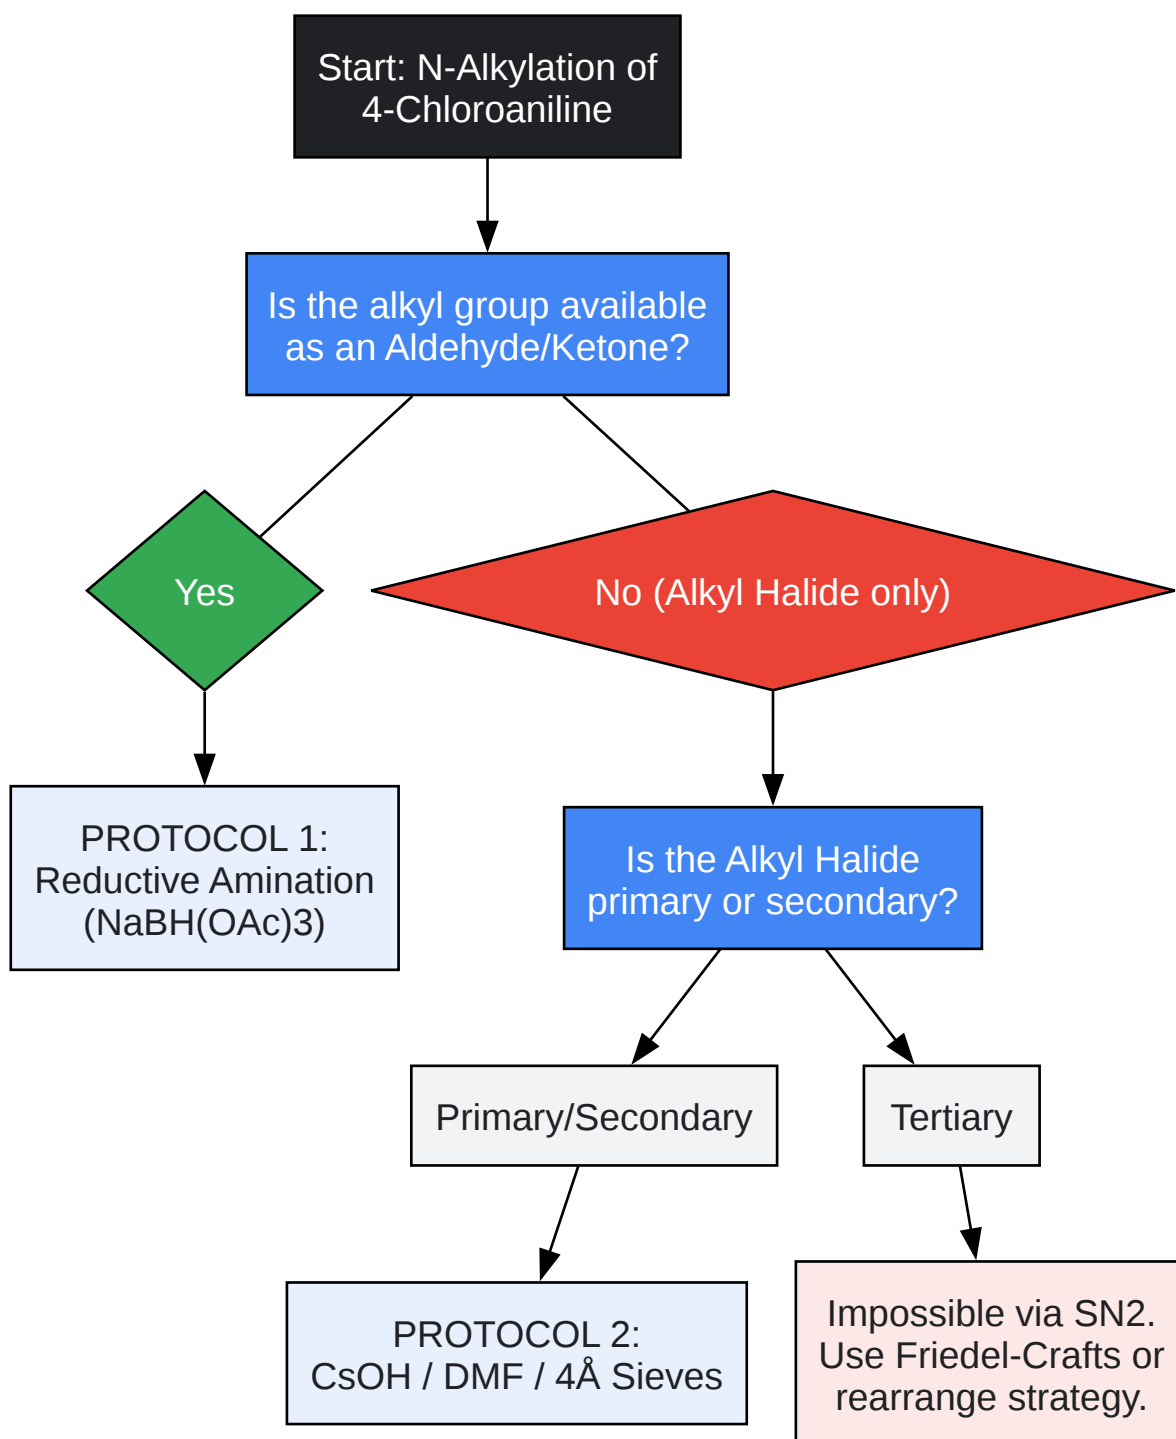 Start: N-Alkylation of
4-Chloroaniline
Is the alkyl group available
as an Aldehyde/Ketone?
Yes
No (Alkyl Halide only)
PROTOCOL 1:
Reductive Amination
(NaBH(OAc)3)
Is the Alkyl Halide
primary or secondary?
Primary/Secondary
Tertiary
PROTOCOL 2:
CsOH / DMF / 4Å Sieves
Impossible via SN2.
Use Friedel-Crafts or
rearrange strategy.